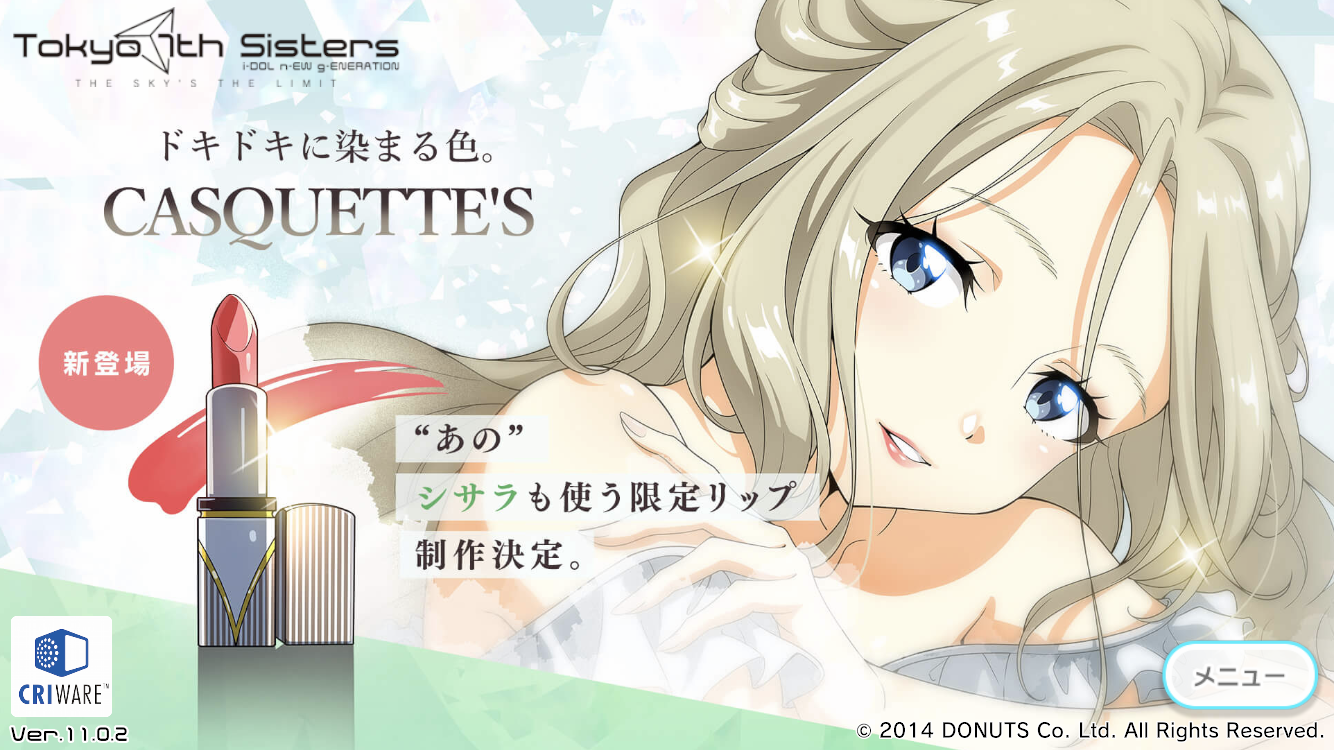 Tokyo 7th Sisters
i-DOL n-EW g-ENERATION
THE SKY'S THE LIMIT
ドキドキに染まる色。
CASQUETTE'S
新登場
“あの”
シサラも使う限定リップ
制作決定。
CRIWARE™
Ver.11.0.2
メニュー
© 2014 DONUTS Co. Ltd. All Rights Reserved.